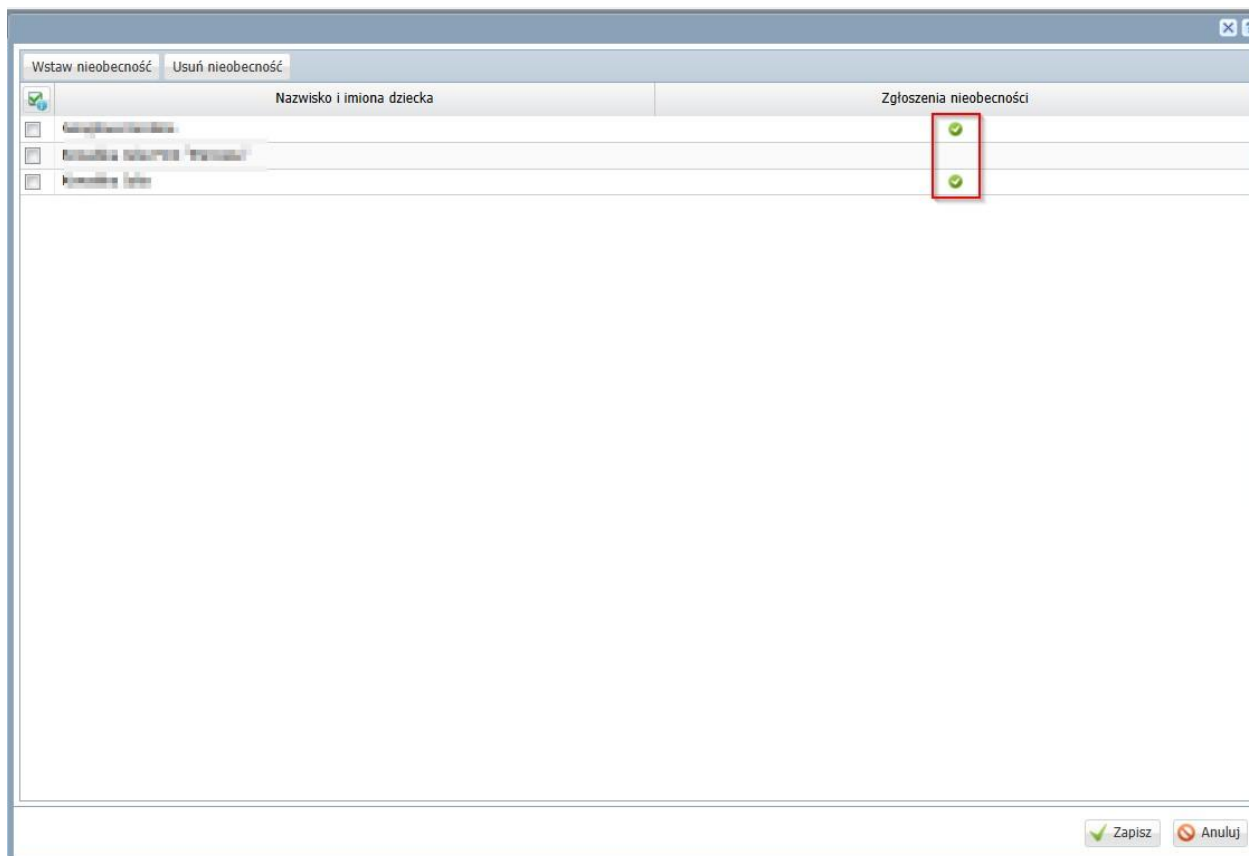 Wstaw nieobecność Usuń nieobecność
Nazwisko i imiona dziecka Zgłoszenia nieobecności
Zapisz Anuluj